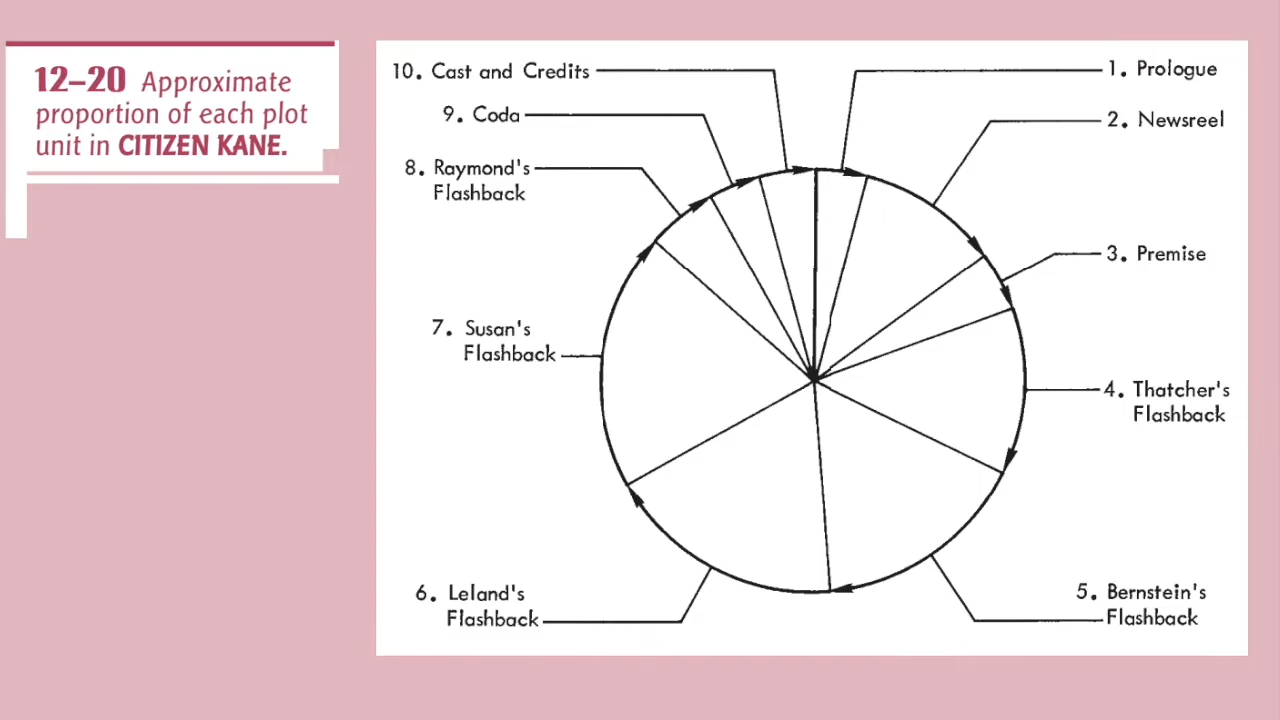 12–20 Approximate
proportion of each plot
unit in CITIZEN KANE.
10. Cast and Credits
9. Coda
8. Raymond's
Flashback
7. Susan's
Flashback
6. Leland's
Flashback
1. Prologue
2. Newsreel
3. Premise
4. Thatcher's
Flashback
5. Bernstein's
Flashback